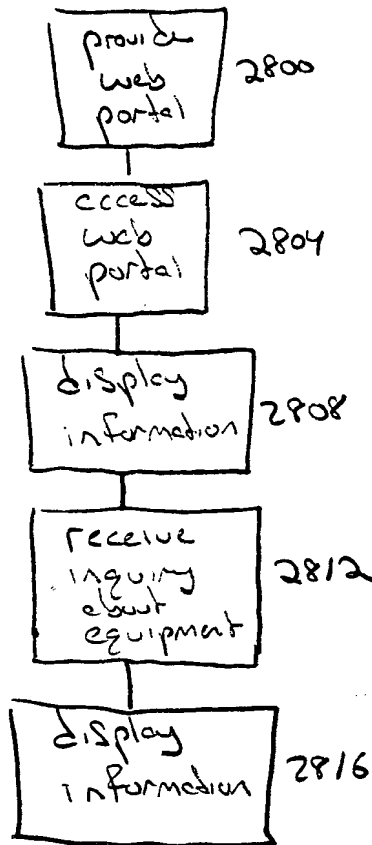 provide
web
portal
2800
access
web
portal
2804
display
information
2808
receive
inquiry
about
equipment
2812
display
information
2816